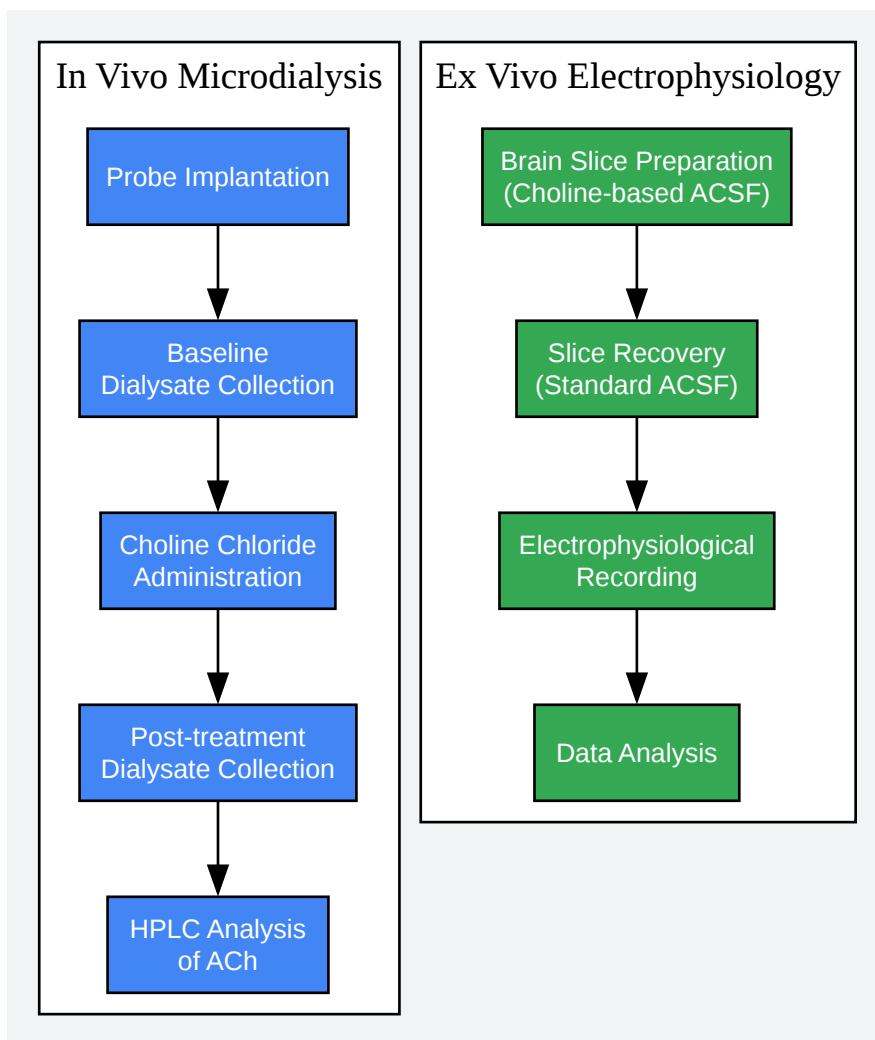 In Vivo Microdialysis
Probe Implantation
Baseline
Dialysate Collection
Choline Chloride
Administration
Post-treatment
Dialysate Collection
HPLC Analysis
of ACh
Ex Vivo Electrophysiology
Brain Slice Preparation
(Choline-based ACSF)
Slice Recovery
(Standard ACSF)
Electrophysiological
Recording
Data Analysis